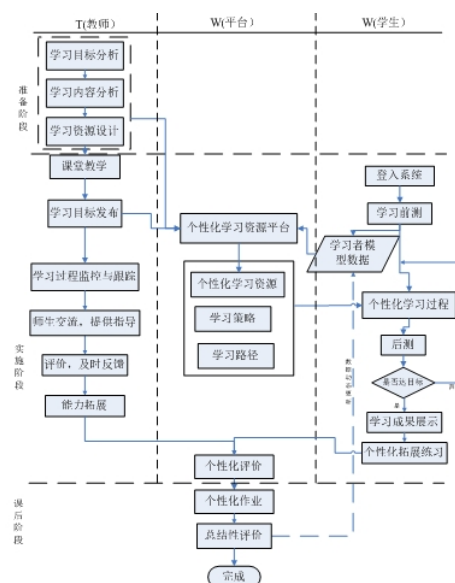 T(教师)
W(平台)
W(学生)
准备阶段
学习目标分析
学习内容分析
学习资源设计
课堂教学
学习目标发布
学习过程监控与跟踪
师生交流，提供指导
评价，及时反馈
能力拓展
实施阶段
个性化学习资源平台
个性化学习资源
学习策略
学习路径
登入系统
学习前测
学习者模
型数据
个性化学习过程
后测
是否达目标
否
是
学习成果展示
个性化拓展练习
个性化评价
课后阶段
个性化作业
总结性评价
完成